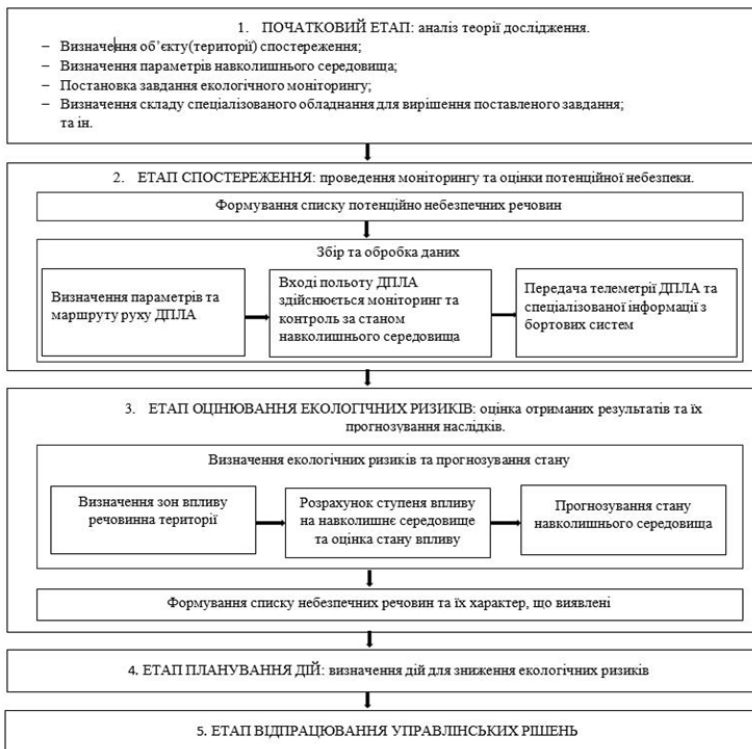 1. ПОЧАТКОВИЙ ЕТАП: аналіз теорії дослідження.
– Визначення об’єкту(території) спостереження;
– Визначення параметрів навколишнього середовища;
– Постановка завдання екологічного моніторингу;
– Визначення складу спеціалізованого обладнання для вирішення поставленого завдання;
та ін.
2. ЕТАП СПОСТЕРЕЖЕННЯ: проведення моніторингу та оцінки потенційної небезпеки.
Формування списку потенційно небезпечних речовин
Збір та обробка даних
Визначення параметрів та
маршруту руху ДПЛА
Вході польоту ДПЛА
здійснюється моніторинг та
контроль за станом
навколишнього середовища
Передача телеметрії ДПЛА та
спеціалізованої інформації з
бортових систем
3. ЕТАП ОЦІНЮВАННЯ ЕКОЛОГІЧНИХ РИЗИКІВ: оцінка отриманих результатів та їх
прогнозування наслідків.
Визначення екологічних ризиків та прогнозування стану
Визначення зон впливу
речовинна території
Розрахунок ступеня впливу
на навколишнє середовище
та оцінка стану впливу
Прогнозування стану
навколишнього середовища
Формування списку небезпечних речовин та їх характер, що виявлені
4. ЕТАП ПЛАНУВАННЯ ДІЙ: визначення дій для зниження екологічних ризиків
5. ЕТАП ВІДПРАЦЮВАННЯ УПРАВЛІНСЬКИХ РІШЕНЬ